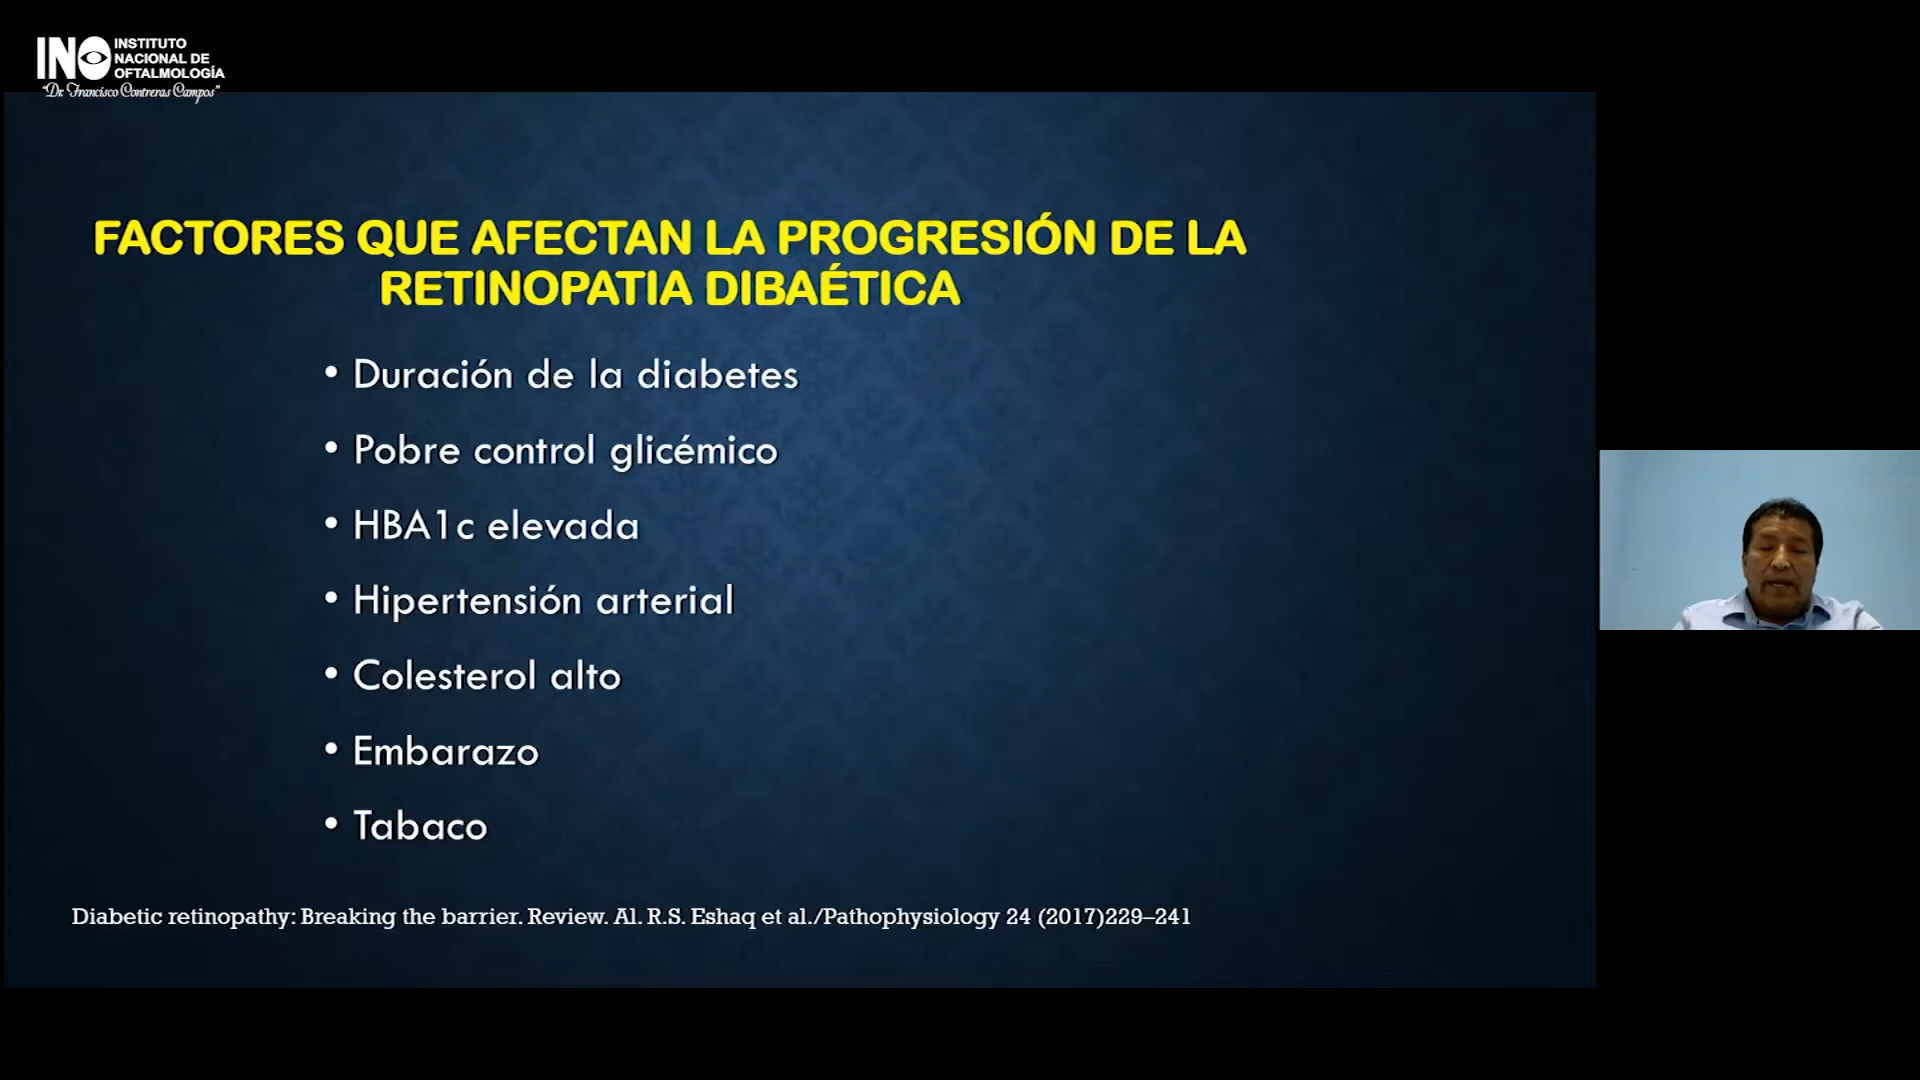 INO INSTITUTO
NACIONAL DE
OFTALMOLOGÍA
"Dr. Francisco Contreras Campos"
FACTORES QUE AFECTAN LA PROGRESIÓN DE LA
RETINOPATIA DIBAÉTICA
• Duración de la diabetes
• Pobre control glicémico
• HBA1c elevada
• Hipertensión arterial
• Colesterol alto
• Embarazo
• Tabaco
Diabetic retinopathy: Breaking the barrier. Review. Al. R.S. Eshaq et al./Pathophysiology 24 (2017)229–241